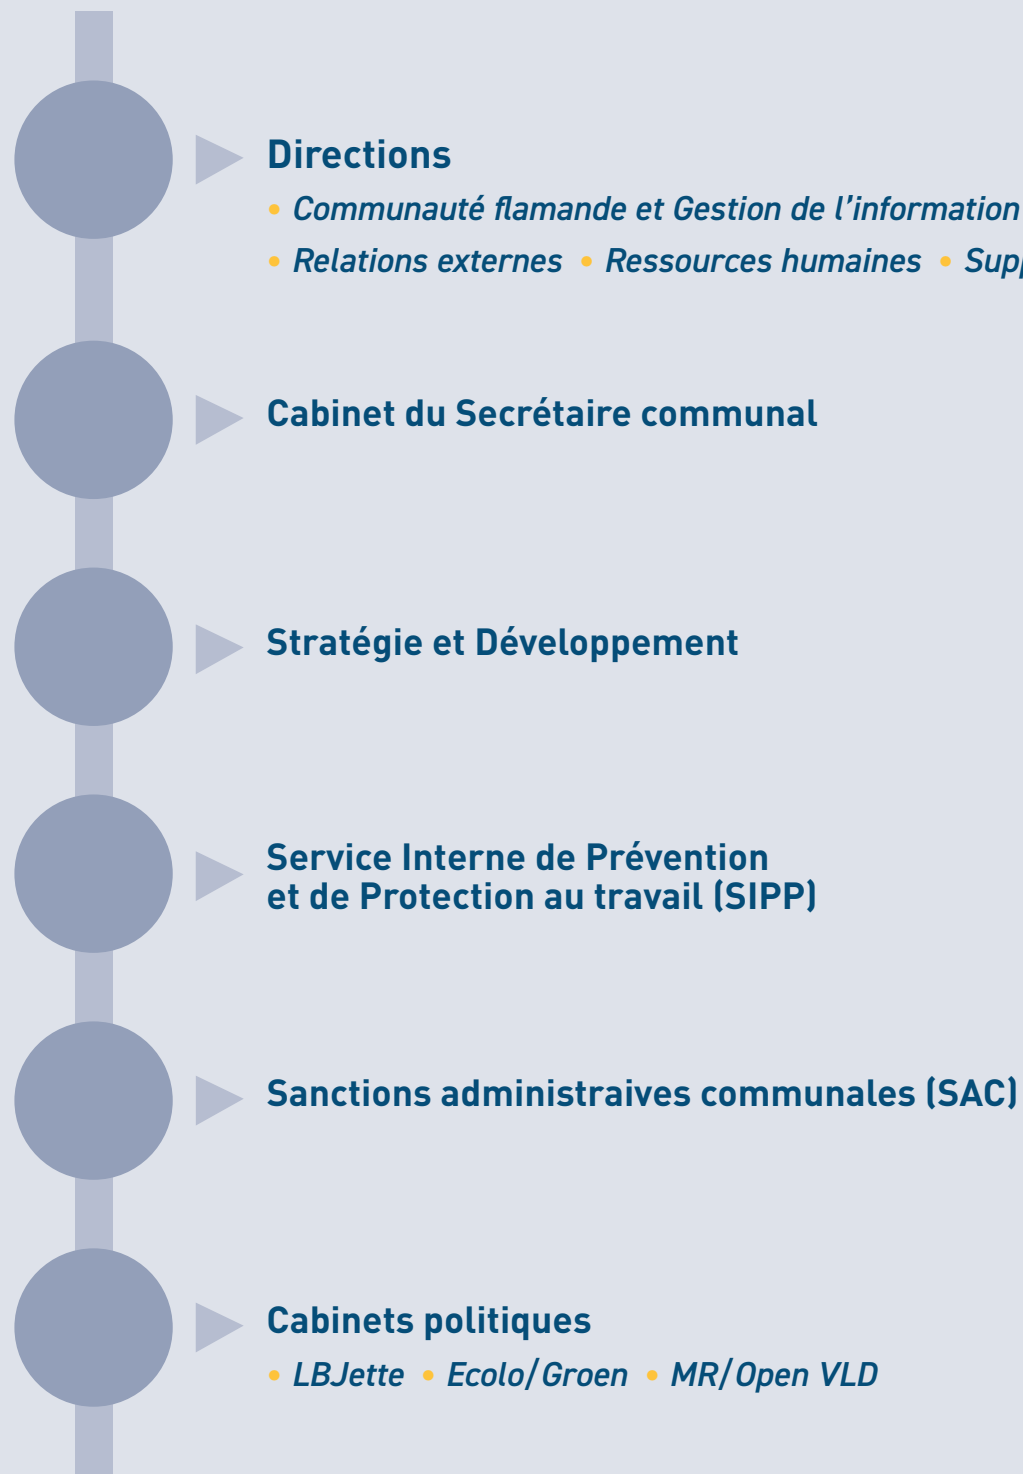 Directions
• Communauté flamande et Gestion de l’information
• Relations externes • Ressources humaines •
Cabinet du Secrétaire communal
Stratégie et Développement
Service Interne de Prévention
et de Protection au travail (SIPP)
Sanctions administraives communales (SAC)
Cabinets politiques
• LBJette • Ecolo/Groen • MR/Open VLD